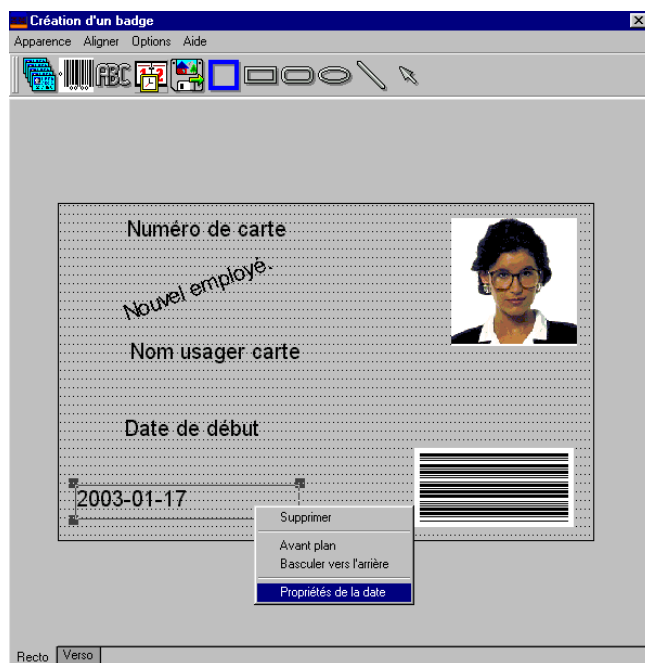 Création d'un badge
Apparence Aligner Options Aide
ABC
Numéro de carte
Nouvel employé.
Nom usager carte
Date de début
2003-01-17
Supprimer
Avant plan
Basculer vers l'arrière
Propriétés de la date
Recto Verso